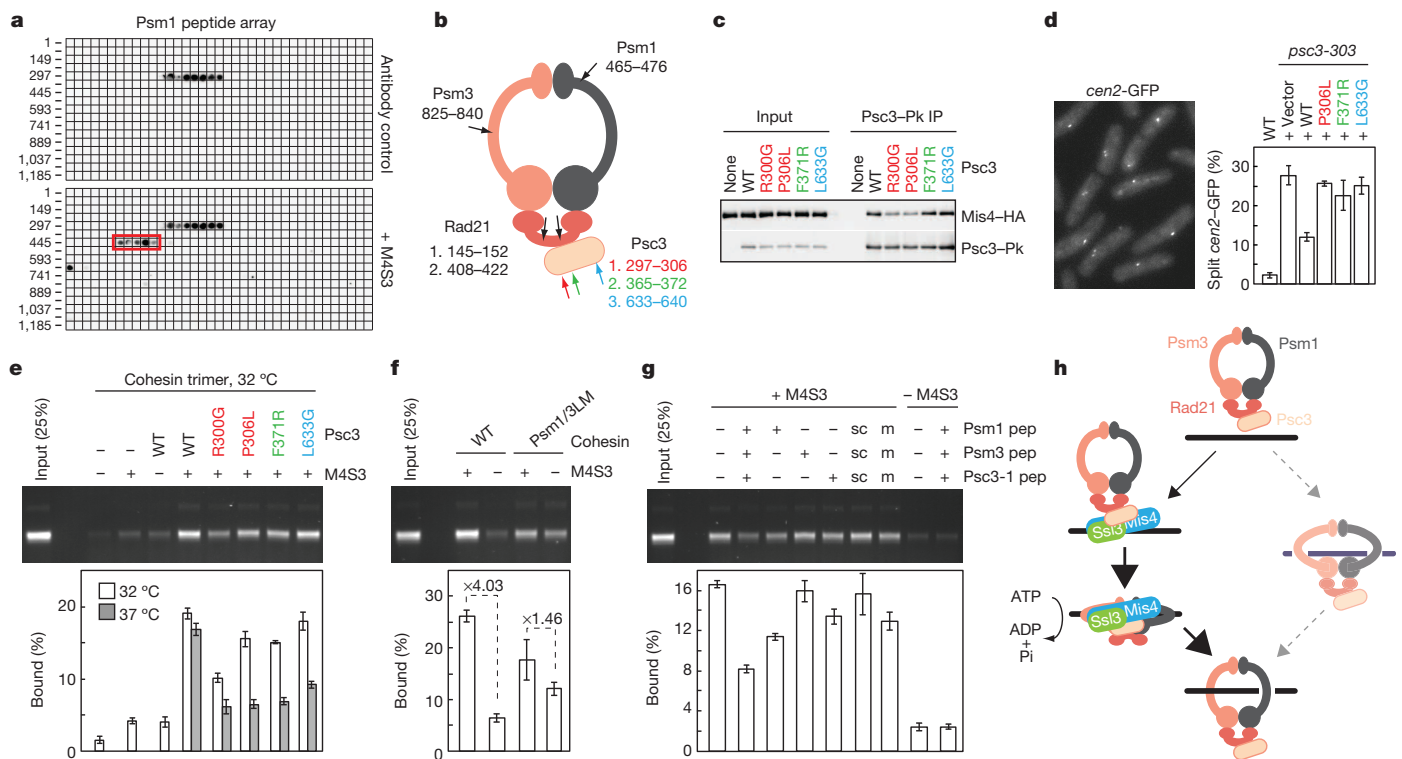 a
Psm1 peptide array
1
149
297
445
593
741
889
1,037
1,185
Antibody control
1
149
297
445
593
741
889
1,037
1,185
+ M4S3
b
Psm1
465–476
Psm3
825–840
Rad21
1. 145–152
2. 408–422
Psc3
1. 297–306
2. 365–372
3. 633–640
c
Input
Psc3–Pk IP
None
WT
R300G
P306L
F371R
L633G
None
WT
R300G
P306L
F371R
L633G
Psc3
Mis4–HA
Psc3–Pk
d
cen2-GFP
psc3-303
WT
+ Vector
+ WT
+ P306L
+ F371R
+ L633G
Split cen2–GFP (%)
30
20
10
0
e
Cohesin trimer, 32 ºC
Input (25%)
– – WT WT R300G P306L F371R L633G Psc3
– + – + + + + + M4S3
32 ºC
37 ºC
Bound (%)
20
10
0
f
Input (25%)
WT
Psm1/3LM
Cohesin
+ – + – M4S3
×4.03
×1.46
Bound (%)
30
20
10
0
g
+ M4S3
– M4S3
Input (25%)
– + + – – sc m – + Psm1 pep
– + – + – sc m – + Psm3 pep
– + – – + sc m – + Psc3-1 pep
Bound (%)
16
12
8
4
0
h
Psm3
Psm1
Rad21
Psc3
Ssl3
Mis4
ATP
ADP
+
Pi
Ssl3
Mis4